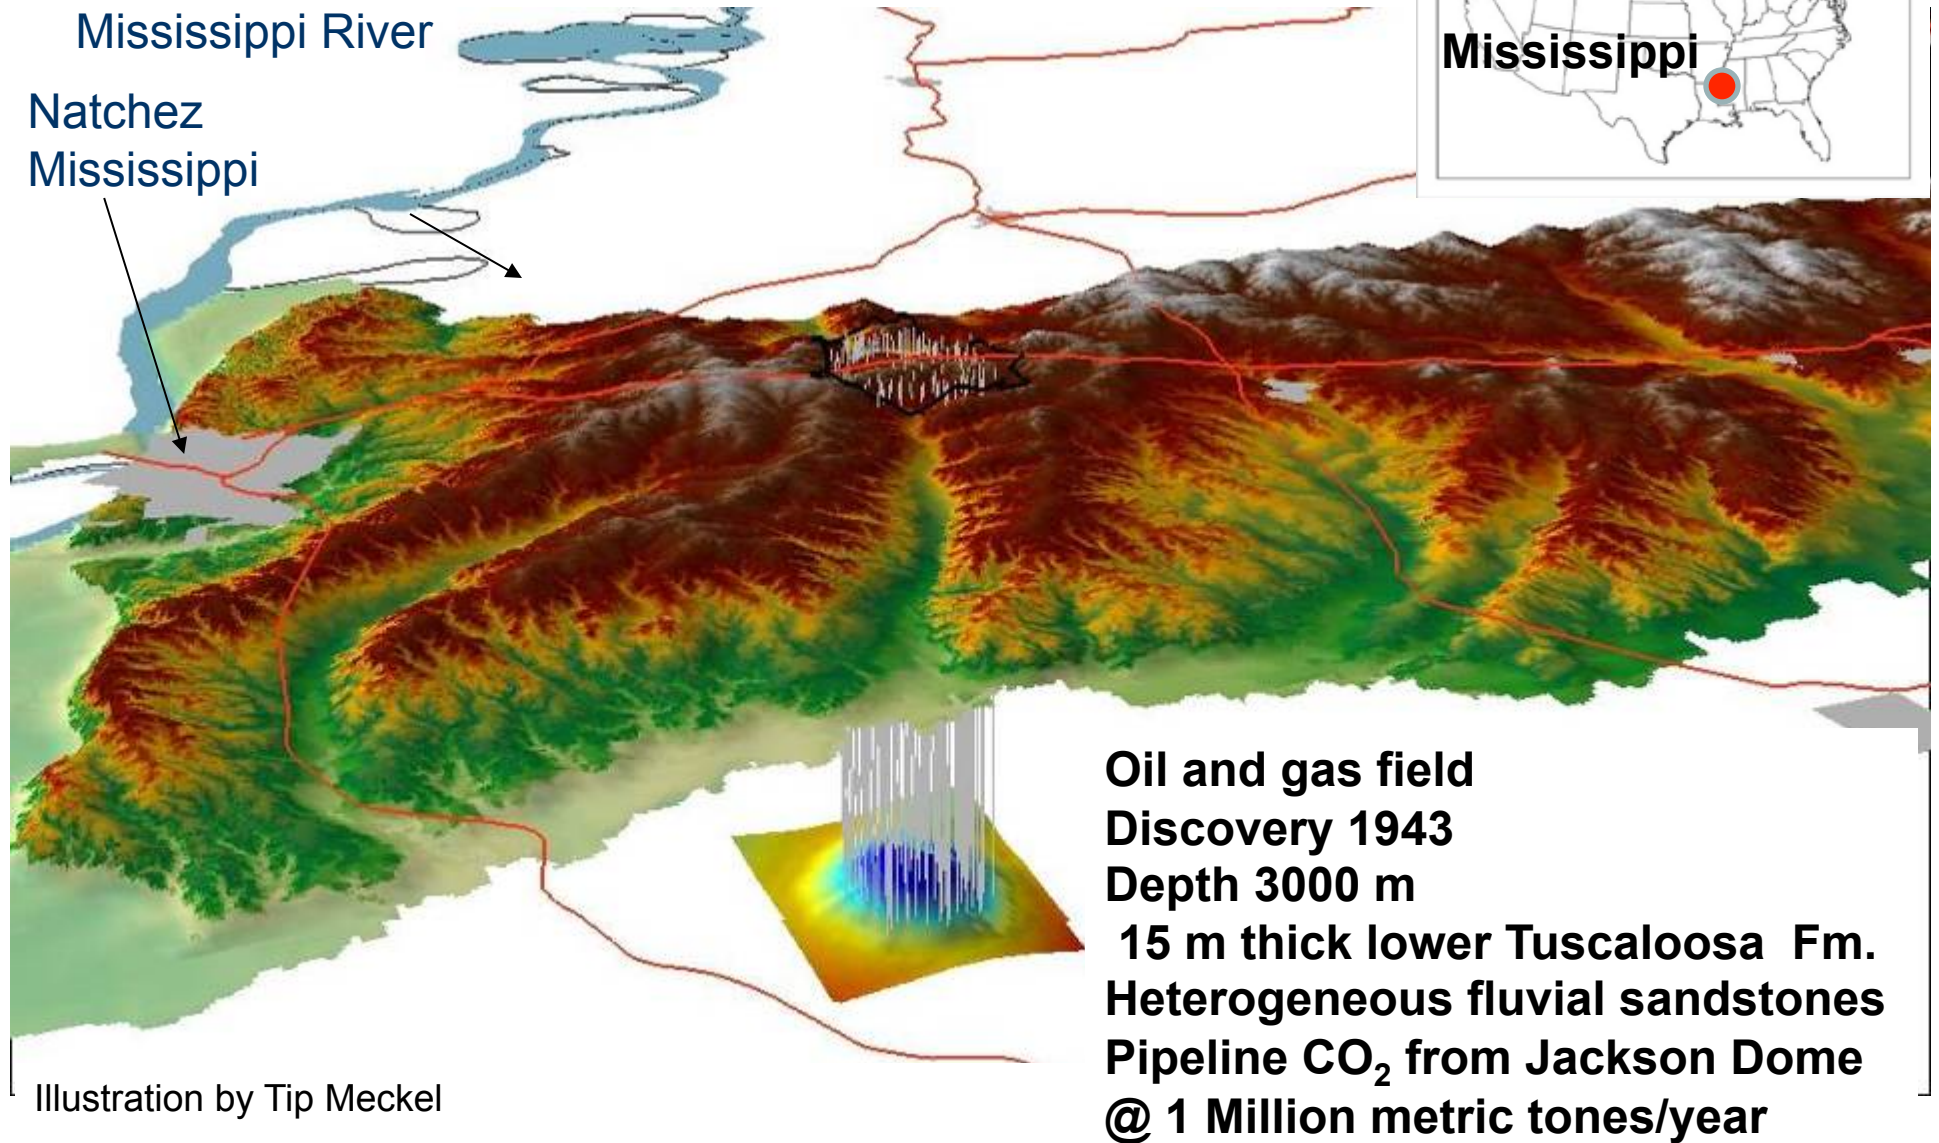 Mississippi River
Natchez
Mississippi
Mississippi
Oil and gas field
Discovery 1943
Depth 3000 m
15 m thick lower Tuscaloosa Fm.
Heterogeneous fluvial sandstones
Pipeline CO₂ from Jackson Dome
@ 1 Million metric tones/year
Illustration by Tip Meckel